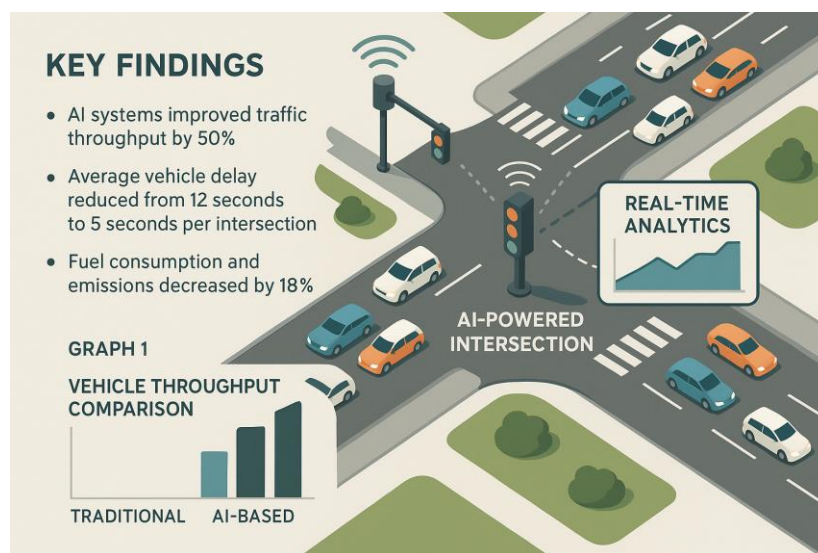 KEY FINDINGS
• AI systems improved traffic
throughput by 50%
• Average vehicle delay
reduced from 12 seconds
to 5 seconds per intersection
• Fuel consumption and
emissions decreased by 18%
GRAPH 1
VEHICLE THROUGHPUT
COMPARISON
TRADITIONAL AI-BASED
REAL-TIME
ANALYTICS
AI-POWERED
INTERSECTION